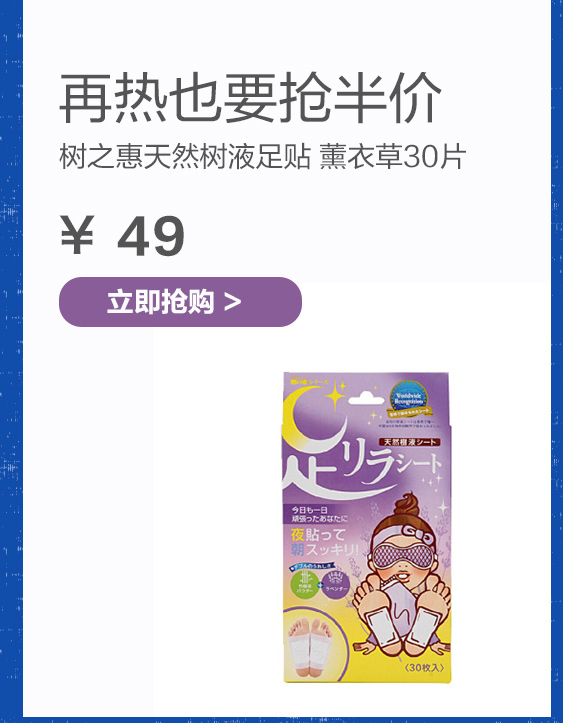 再热也要抢半价
树之惠天然树液足贴 薰衣草30片
¥ 49
立即抢购 >
Worldwide
Recognition
天然樹液シート
足リラシート
今日も一日
頑張ったあなたに
夜貼って
朝スッキリ!
ラベンダー
〈30枚入〉